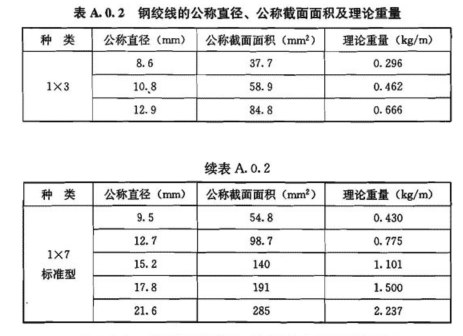 表 A.0.2 钢绞线的公称直径、公称截面面积及理论重量
种 类 公称直径（mm） 公称截面面积（mm²） 理论重量（kg/m）
1×3 8.6 37.7 0.296
10.8 58.9 0.462
12.9 84.8 0.666
续表 A.0.2
种 类 公称直径（mm） 公称截面面积（mm²） 理论重量（kg/m）
1×7 标准型 9.5 54.8 0.430
12.7 98.7 0.775
15.2 140 1.101
17.8 191 1.500
21.6 285 2.237